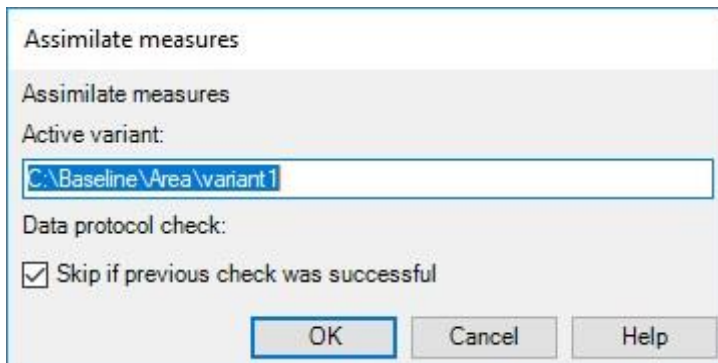 Assimilate measures
Assimilate measures
Active variant:
C:\Baseline\Area\variant1
Data protocol check:
Skip if previous check was successful
OK Cancel Help